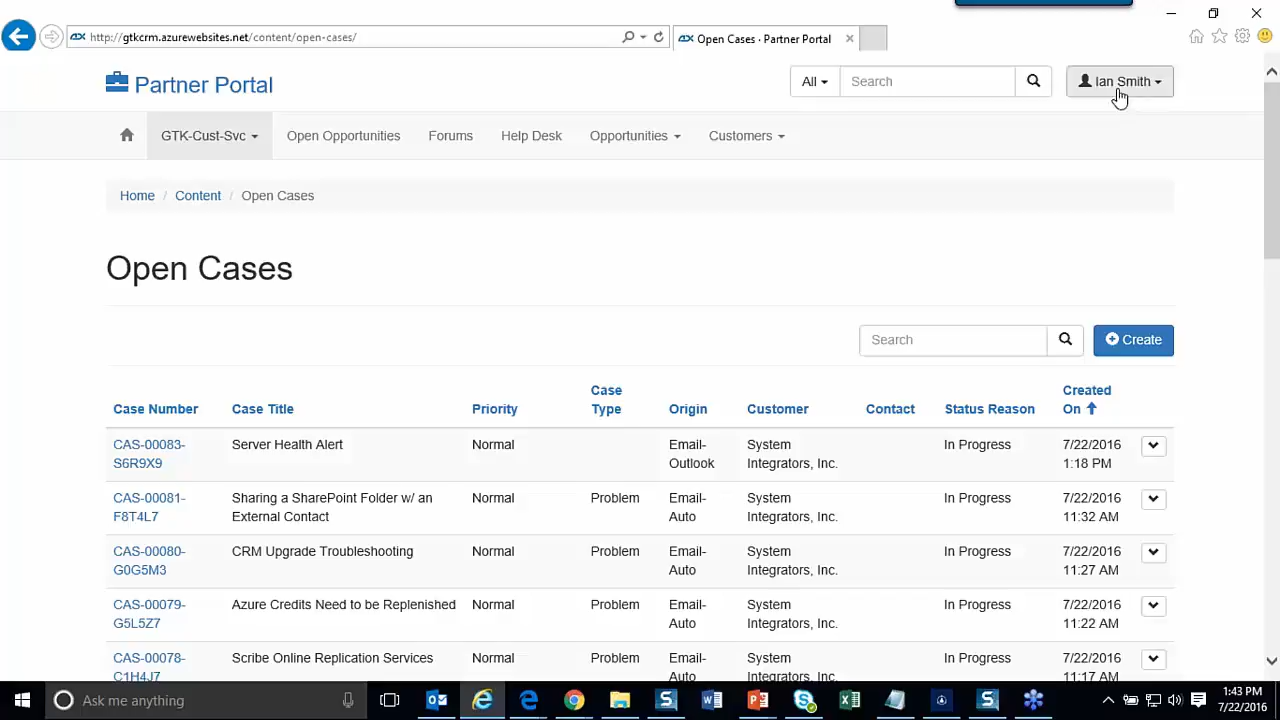 http://gtkcrm.azurewebsites.net/content/open-cases/
Open Cases · Partner Portal
Partner Portal
All
Search
Ian Smith
GTK-Cust-Svc
Open Opportunities
Forums
Help Desk
Opportunities
Customers
Home / Content / Open Cases
Open Cases
Search
Create
Case Number
Case Title
Priority
Case
Type
Origin
Customer
Contact
Status Reason
Created
On
CAS-00083-
S6R9X9
Server Health Alert
Normal
Email-
Outlook
System
Integrators, Inc.
In Progress
7/22/2016
1:18 PM
CAS-00081-
F8T4L7
Sharing a SharePoint Folder w/ an
External Contact
Normal
Problem
Email-
Auto
System
Integrators, Inc.
In Progress
7/22/2016
11:32 AM
CAS-00080-
G0G5M3
CRM Upgrade Troubleshooting
Normal
Problem
Email-
Auto
System
Integrators, Inc.
In Progress
7/22/2016
11:27 AM
CAS-00079-
G5L5Z7
Azure Credits Need to be Replenished
Normal
Problem
Email-
Auto
System
Integrators, Inc.
In Progress
7/22/2016
11:22 AM
CAS-00078-
C1H4J7
Scribe Online Replication Services
Normal
Problem
Email-
Auto
System
Integrators, Inc.
In Progress
7/22/2016
11:17 AM
Ask me anything
1:43 PM
7/22/2016